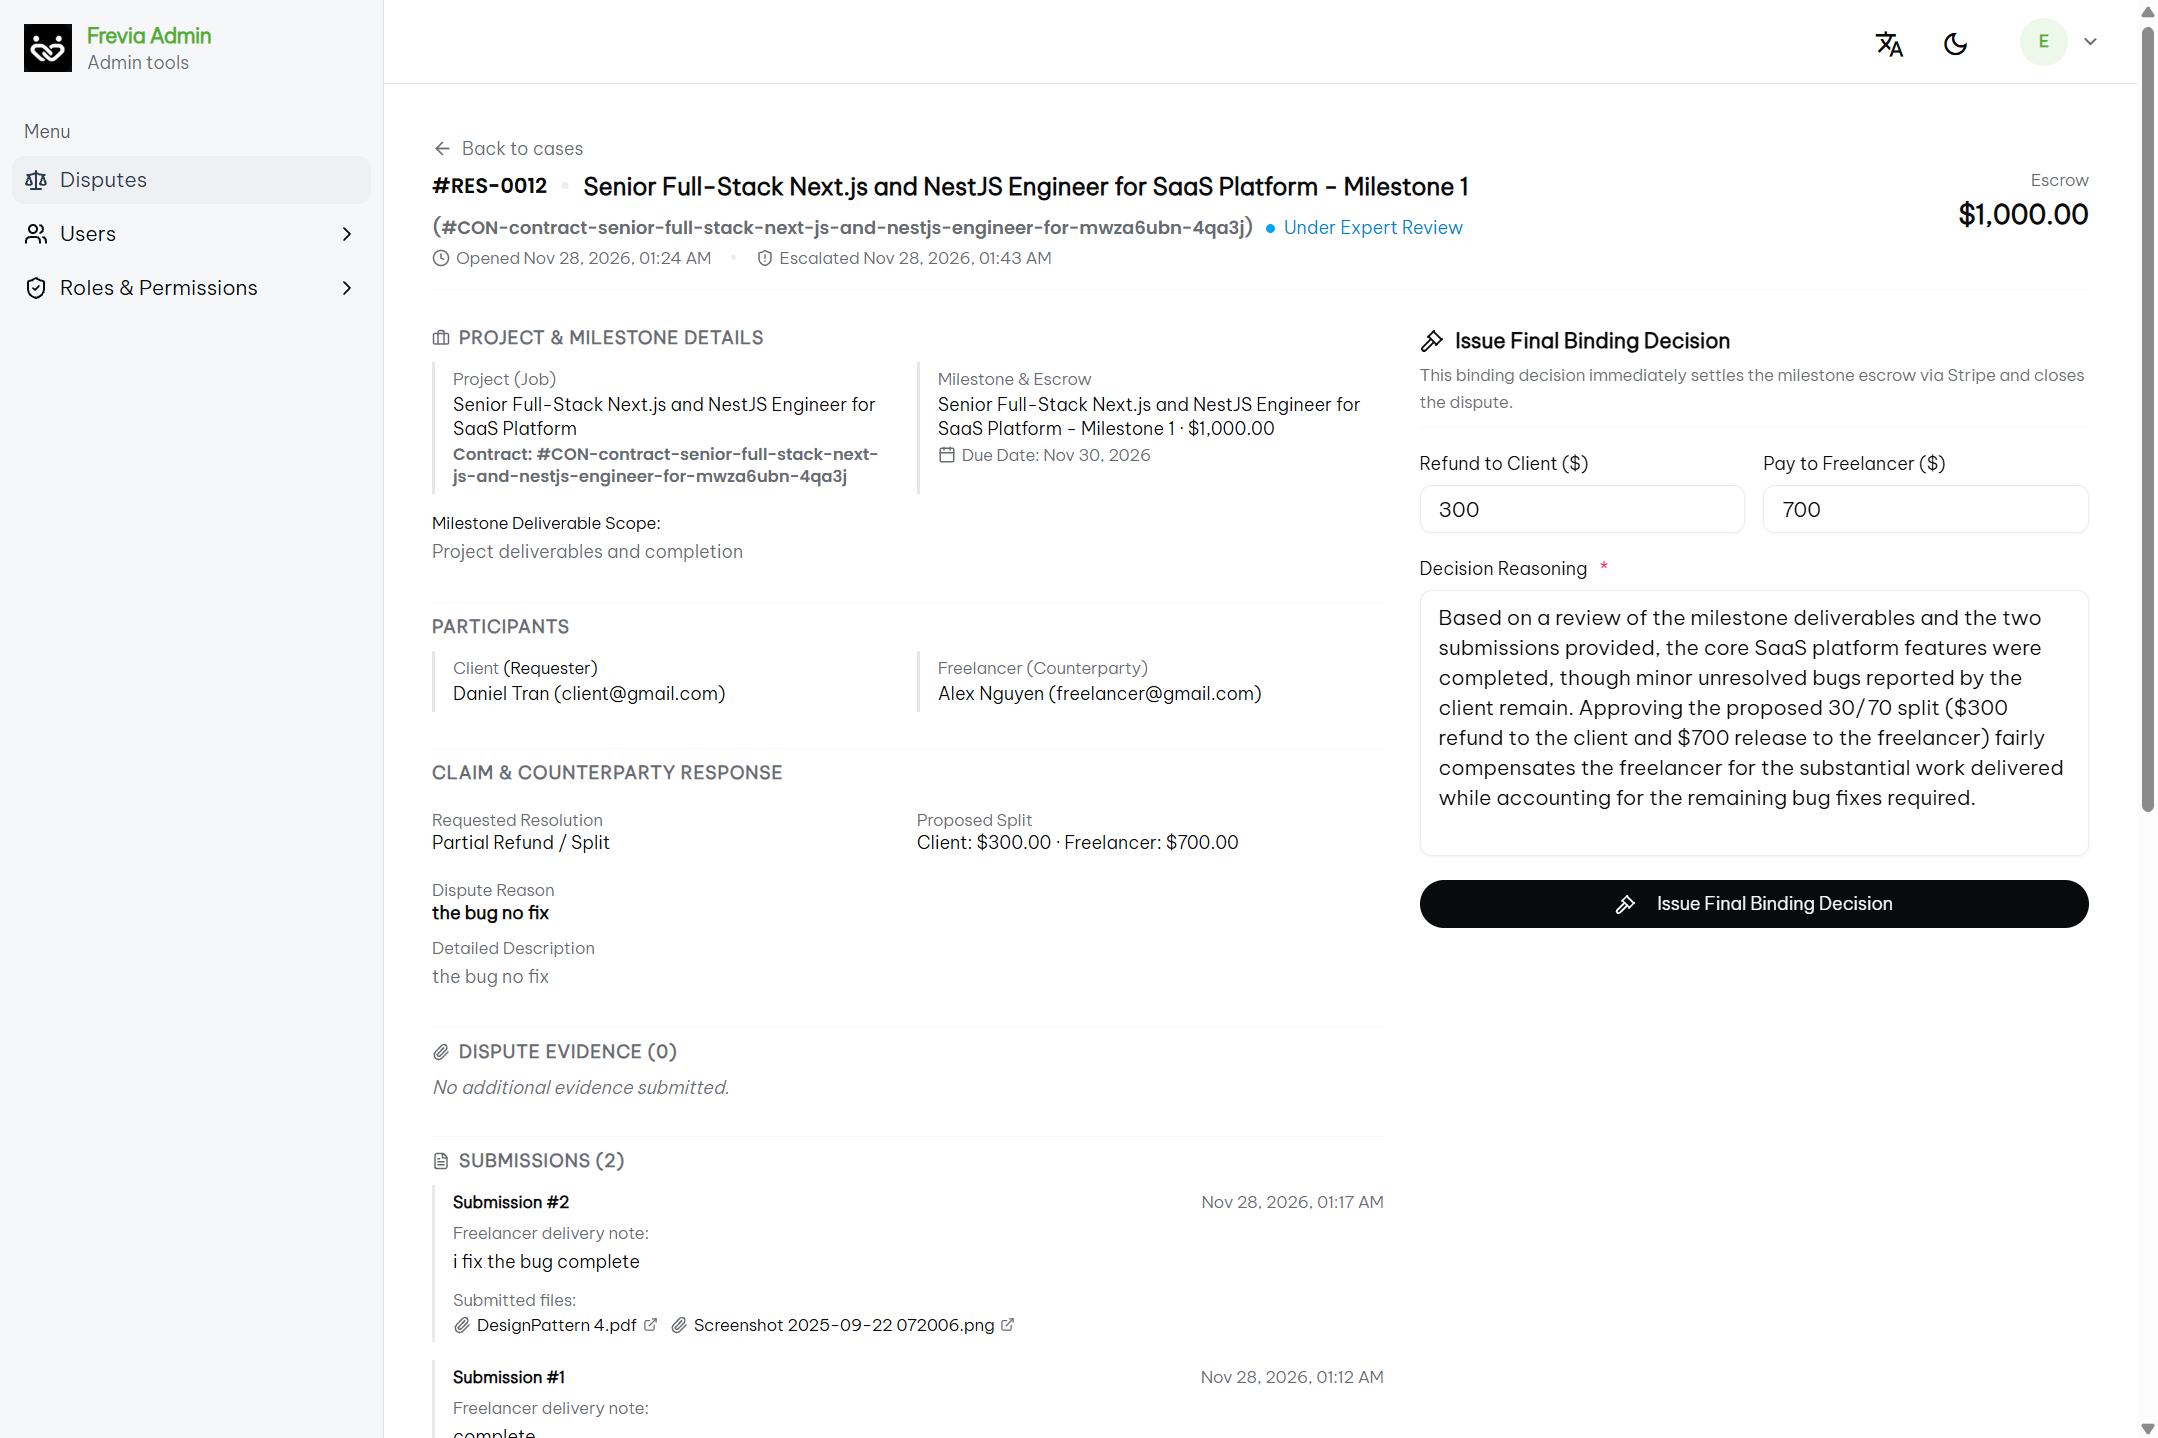 Frevia Admin
Admin tools
Menu
Disputes
Users
Roles & Permissions
E
Back to cases
#RES-0012 Senior Full-Stack Next.js and NestJS Engineer for SaaS Platform - Milestone 1
(#CON-contract-senior-full-stack-next-js-and-nestjs-engineer-for-mwza6ubn-4qa3j) Under Expert Review
Opened Nov 28, 2026, 01:24 AM Escalated Nov 28, 2026, 01:43 AM
Escrow
$1,000.00
PROJECT & MILESTONE DETAILS
Project (Job)
Senior Full-Stack Next.js and NestJS Engineer for
SaaS Platform
Contract: #CON-contract-senior-full-stack-next-
js-and-nestjs-engineer-for-mwza6ubn-4qa3j
Milestone & Escrow
Senior Full-Stack Next.js and NestJS Engineer for
SaaS Platform - Milestone 1 · $1,000.00
Due Date: Nov 30, 2026
Milestone Deliverable Scope:
Project deliverables and completion
PARTICIPANTS
Client (Requester)
Daniel Tran (client@gmail.com)
Freelancer (Counterparty)
Alex Nguyen (freelancer@gmail.com)
CLAIM & COUNTERPARTY RESPONSE
Requested Resolution
Partial Refund / Split
Proposed Split
Client: $300.00 · Freelancer: $700.00
Dispute Reason
the bug no fix
Detailed Description
the bug no fix
DISPUTE EVIDENCE (0)
No additional evidence submitted.
SUBMISSIONS (2)
Submission #2 Nov 28, 2026, 01:17 AM
Freelancer delivery note:
i fix the bug complete
Submitted files:
DesignPattern 4.pdf Screenshot 2025-09-22 072006.png
Submission #1 Nov 28, 2026, 01:12 AM
Freelancer delivery note:
complete
Issue Final Binding Decision
This binding decision immediately settles the milestone escrow via Stripe and closes
the dispute.
Refund to Client ($) Pay to Freelancer ($)
300 700
Decision Reasoning *
Based on a review of the milestone deliverables and the two
submissions provided, the core SaaS platform features were
completed, though minor unresolved bugs reported by the
client remain. Approving the proposed 30/70 split ($300
refund to the client and $700 release to the freelancer) fairly
compensates the freelancer for the substantial work delivered
while accounting for the remaining bug fixes required.
Issue Final Binding Decision